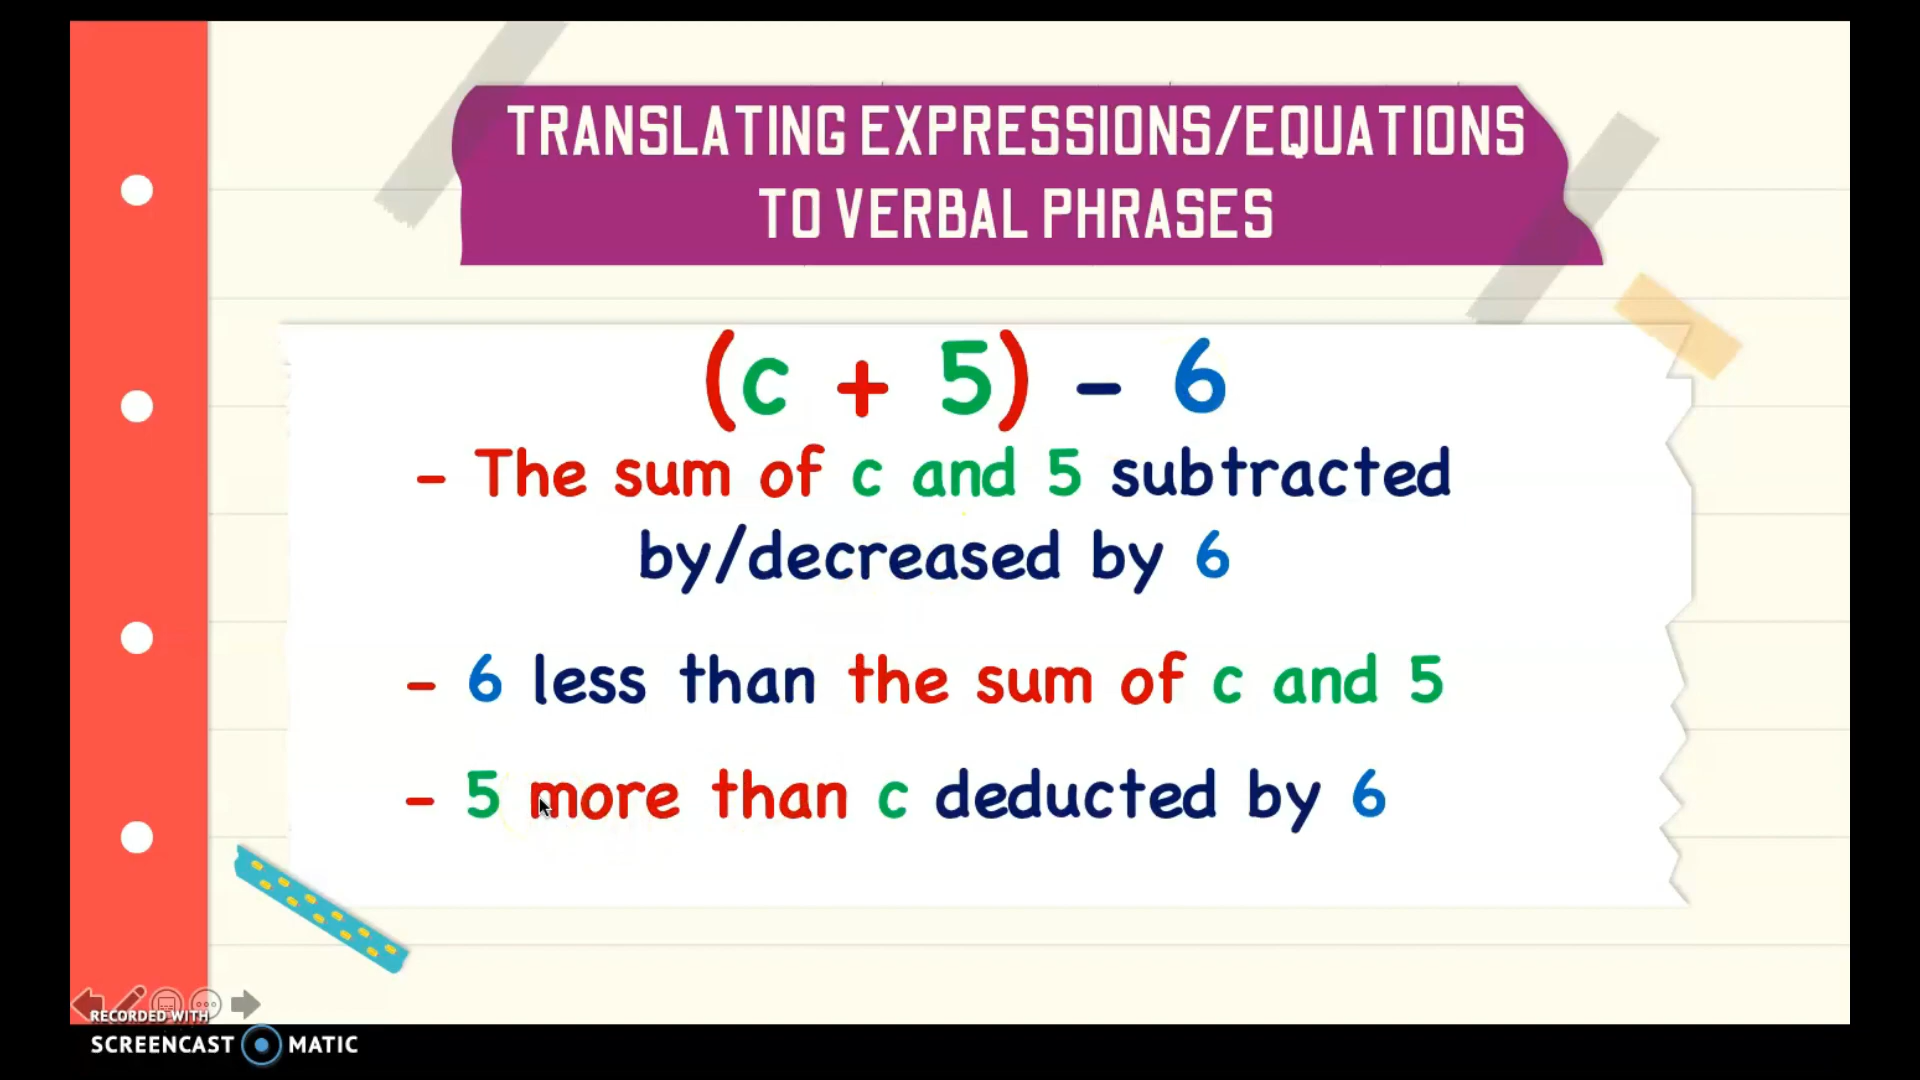 TRANSLATING EXPRESSIONS/EQUATIONS
TO VERBAL PHRASES
(c + 5) - 6
- The sum of c and 5 subtracted
by/decreased by 6
- 6 less than the sum of c and 5
- 5 more than c deducted by 6
RECORDED WITH
SCREENCAST MATIC